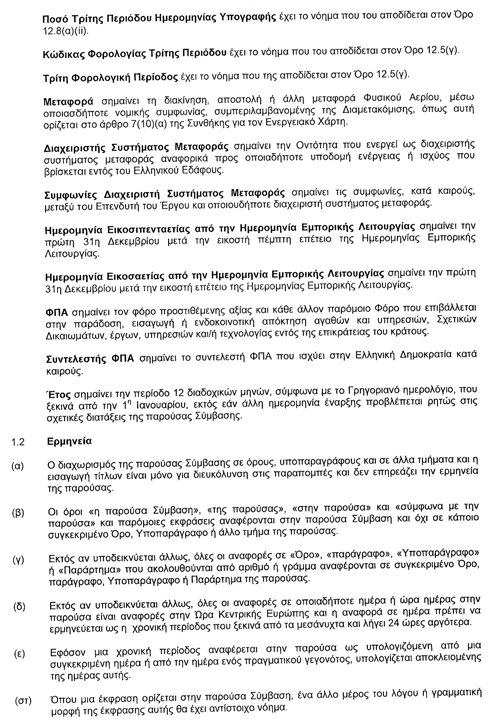 Ποσό Τρίτης Περιόδου Ημερομηνίας Υπογραφής έχει το νόημα που του αποδίδεται στον Όρο
12.8(α)(ii).
Κώδικας Φορολογίας Τρίτης Περιόδου έχει το νόημα που του αποδίδεται στον Όρο 12.5(γ).
Τρίτη Φορολογική Περίοδος έχει το νόημα που της αποδίδεται στον Όρο 12.5(γ).
Μεταφορά σημαίνει τη διακίνηση, αποστολή ή άλλη μεταφορά Φυσικού Αερίου, μέσω
οποιασδήποτε νομικής συμφωνίας, συμπεριλαμβανομένης της Διαμετακόμισης, όπως αυτή
ορίζεται στο άρθρο 7(10)(α) της Συνθήκης για τον Ενεργειακό Χάρτη.
Διαχειριστής Συστήματος Μεταφοράς σημαίνει την Οντότητα που ενεργεί ως διαχειριστής
συστήματος μεταφοράς αναφορικά προς οποιαδήποτε υποδομή ενέργειας ή ισχύος που
βρίσκεται εντός του Ελληνικού Εδάφους.
Συμφωνίες Διαχειριστή Συστήματος Μεταφοράς σημαίνει τις συμφωνίες, κατά καιρούς,
μεταξύ του Επενδυτή του Έργου και οποιουδήποτε διαχειριστή συστήματος μεταφοράς.
Ημερομηνία Εικοσιπενταετίας από την Ημερομηνία Εμπορικής Λειτουργίας σημαίνει την
πρώτη 31η Δεκεμβρίου μετά την εικοστή πέμπτη επέτειο της Ημερομηνίας Εμπορικής
Λειτουργίας.
Ημερομηνία Εικοσαετίας από την Ημερομηνία Εμπορικής Λειτουργίας σημαίνει την πρώτη
31η Δεκεμβρίου μετά την εικοστή επέτειο της Ημερομηνίας Εμπορικής Λειτουργίας.
ΦΠΑ σημαίνει τον φόρο προστιθέμενης αξίας και κάθε άλλον παρόμοιο Φόρο που επιβάλλεται
στην παράδοση, εισαγωγή ή ενδοκοινοτική απόκτηση αγαθών και υπηρεσιών, Σχετικών
Δικαιωμάτων, έργων, υπηρεσιών και/ή τεχνολογίας εντός της επικράτειας του κράτους.
Συντελεστής ΦΠΑ σημαίνει το συντελεστή ΦΠΑ που ισχύει στην Ελληνική Δημοκρατία κατά
καιρούς.
Έτος σημαίνει την περίοδο 12 διαδοχικών μηνών, σύμφωνα με το Γρηγοριανό ημερολόγιο, που
ξεκινά από την 1η Ιανουαρίου, εκτός εάν άλλη ημερομηνία έναρξης προβλέπεται ρητώς στις
σχετικές διατάξεις της παρούσας Σύμβασης.
1.2 Ερμηνεία
(α) Ο διαχωρισμός της παρούσας Σύμβασης σε όρους, υποπαραγράφους και σε άλλα τμήματα και η
εισαγωγή τίτλων είναι μόνο για διευκόλυνση στις παραπομπές και δεν επηρεάζει την ερμηνεία
της παρούσας.
(β) Οι όροι «η παρούσα Σύμβαση», «της παρούσας», «στην παρούσα» και «σύμφωνα με την
παρούσα» και παρόμοιες εκφράσεις αναφέρονται στην παρούσα Σύμβαση και όχι σε κάποιο
συγκεκριμένο Όρο, Υποπαράγραφο ή άλλο τμήμα της παρούσας.
(γ) Εκτός αν υποδεικνύεται άλλως, όλες οι αναφορές σε «Όρο», «παράγραφο», «Υποπαράγραφο»
ή «Παράρτημα» που ακολουθούνται από αριθμό ή γράμμα αναφέρονται σε συγκεκριμένο Όρο,
παράγραφο, Υποπαράγραφο ή Παράρτημα της παρούσας.
(δ) Εκτός αν υποδεικνύεται άλλως, όλες οι αναφορές σε οποιαδήποτε ημέρα ή ώρα ημέρας στην
παρούσα είναι αναφορές στην Ώρα Κεντρικής Ευρώπης και η αναφορά σε ημέρα πρέπει να
ερμηνεύεται ως η χρονική περίοδος που ξεκινά από τα μεσάνυχτα και λήγει 24 ώρες αργότερα.
(ε) Εφόσον μια χρονική περίοδος αναφέρεται στην παρούσα ως υπολογιζόμενη από μια
συγκεκριμένη ημέρα ή από την ημέρα ενός πραγματικού γεγονότος, υπολογίζεται αποκλειομένης
της ημέρας αυτής.
(στ) Όπου μια έκφραση ορίζεται στην παρούσα Σύμβαση, ένα άλλο μέρος του λόγου ή γραμματική
μορφή της έκφρασης αυτής θα έχει αντίστοιχο νόημα.